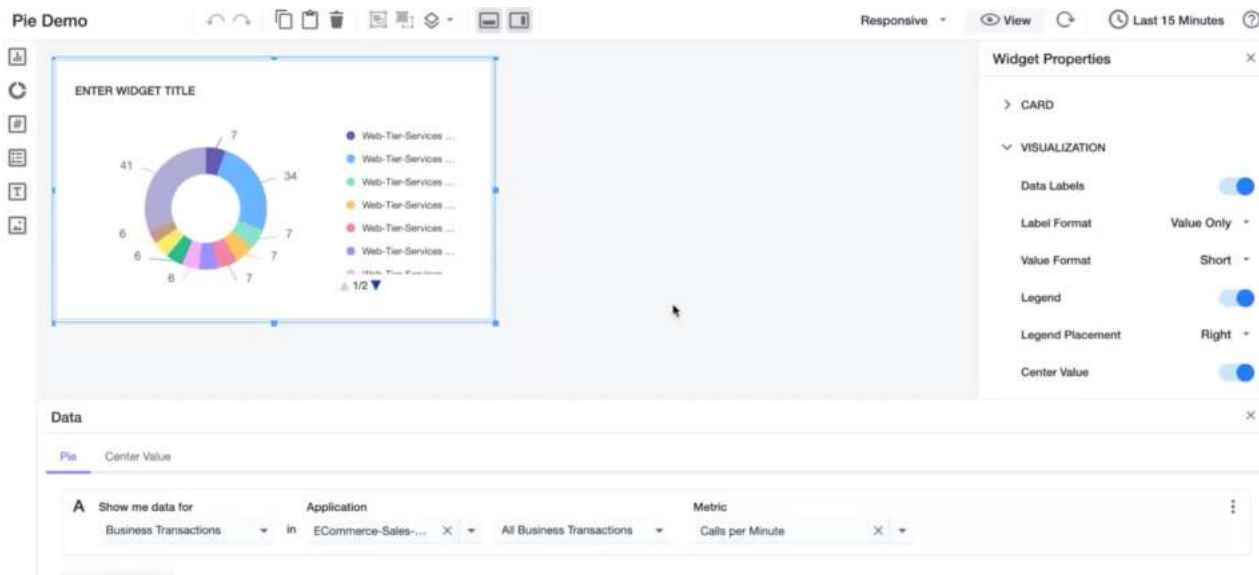 Pie Demo
Responsive
View
Last 15 Minutes
ENTER WIDGET TITLE
7
41
34
6
7
6
7
6
7
Web-Tier-Services ...
Web-Tier-Services ...
Web-Tier-Services ...
Web-Tier-Services ...
Web-Tier-Services ...
Web-Tier-Services ...
1/2
Widget Properties
CARD
VISUALIZATION
Data Labels
Label Format Value Only
Value Format Short
Legend
Legend Placement Right
Center Value
Data
Pie Center Value
A Show me data for Application Metric
Business Transactions in ECommerce-Sales-... All Business Transactions Calls per Minute